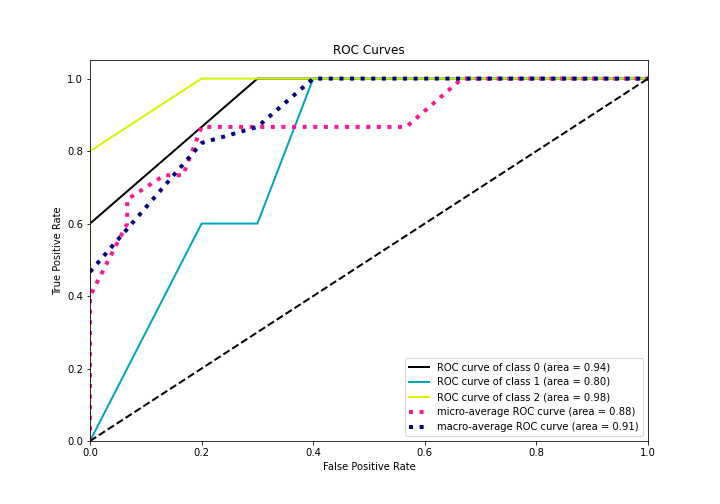 ROC Curves
True Positive Rate
1.0
0.8
0.6
0.4
0.2
0.0
0.0 0.2 0.4 0.6 0.8 1.0
False Positive Rate
ROC curve of class 0 (area = 0.94)
ROC curve of class 1 (area = 0.80)
ROC curve of class 2 (area = 0.98)
micro-average ROC curve (area = 0.88)
macro-average ROC curve (area = 0.91)